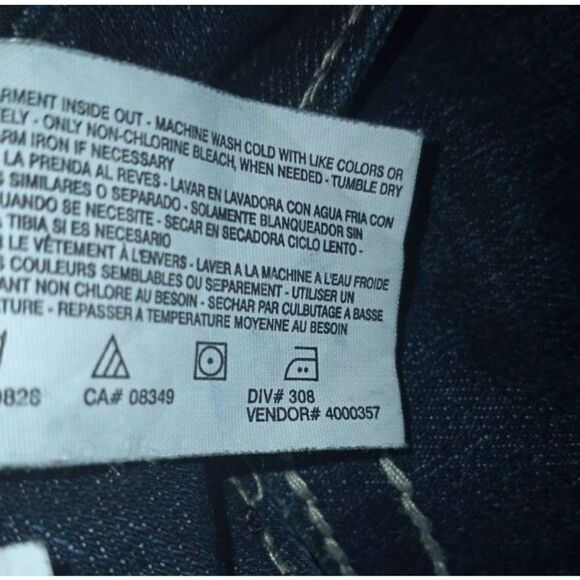 ARMENT INSIDE OUT - MACHINE WASH COLD WITH LIKE COLORS OR
ELY - ONLY NON-CHLORINE BLEACH, WHEN NEEDED - TUMBLE DRY
ARM IRON IF NECESSARY
LA PRENDA AL REVES - LAVAR EN LAVADORA CON AGUA FRIA CON
S SIMILARES O SEPARADO - SOLAMENTE BLANQUEADOR SIN
CUANDO SE NECESITE - SECAR EN SECADORA CICLO LENTO -
A TIBIA SI ES NECESARIO
LE VÊTEMENT À L'ENVERS - LAVER A LA MACHINE A L'EAU FROIDE
S COULEURS SEMBLABLES OU SEPAREMENT - UTILISER UN
ANT NON CHLORE AU BESOIN - SECHAR PAR CULBUTAGE A BASSE
ATURE - REPASSER A TEMPERATURE MOYENNE AU BESOIN
0826 CA# 08349 DIV# 308
VENDOR# 4000357